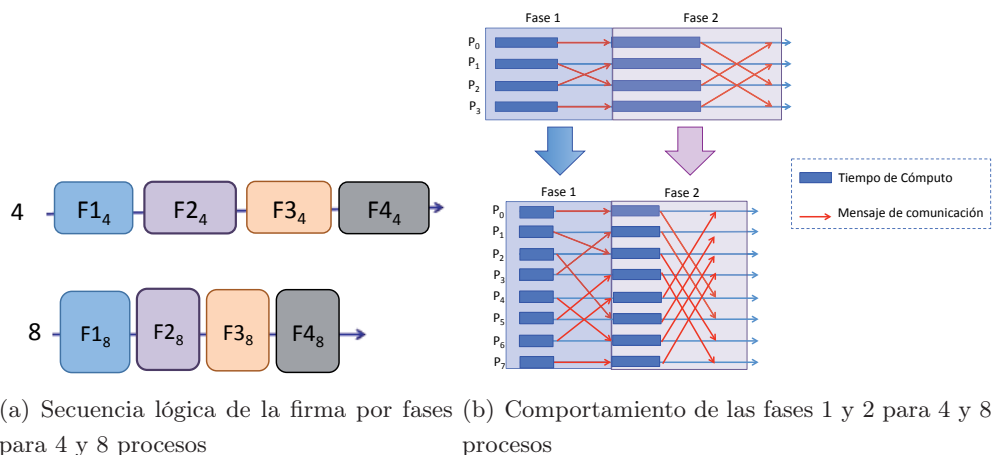 Fase 1
Fase 2
P0
P1
P2
P3
Fase 1
Fase 2
P0
P1
P2
P3
P4
P5
P6
P7
Tiempo de Cómputo
Mensaje de comunicación
4
F1₄
F2₄
F3₄
F4₄
8
F1₈
F2₈
F3₈
F4₈
(a) Secuencia lógica de la firma por fases
para 4 y 8 procesos
(b) Comportamiento de las fases 1 y 2 para 4 y 8
procesos